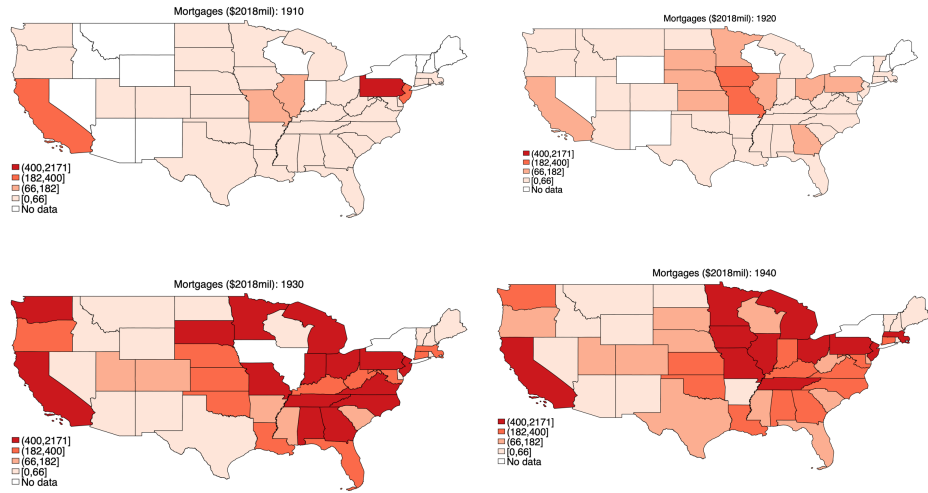 Mortgages ($2018mil): 1910
(400,2171]
(182,400]
(66,182]
[0,66]
No data
Mortgages ($2018mil): 1920
(400,2171]
(182,400]
(66,182]
[0,66]
No data
Mortgages ($2018mil): 1930
(400,2171]
(182,400]
(66,182]
[0,66]
No data
Mortgages ($2018mil): 1940
(400,2171]
(182,400]
(66,182]
[0,66]
No data